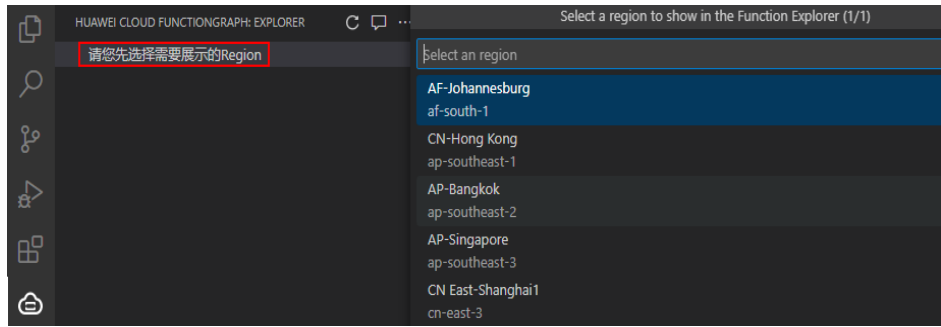 HUAWEI CLOUD FUNCTIONGRAPH: EXPLORER
请您先选择需要展示的Region
Select a region to show in the Function Explorer (1/1)
Select an region
AF-Johannesburg
af-south-1
CN-Hong Kong
ap-southeast-1
AP-Bangkok
ap-southeast-2
AP-Singapore
ap-southeast-3
CN East-Shanghai1
cn-east-3